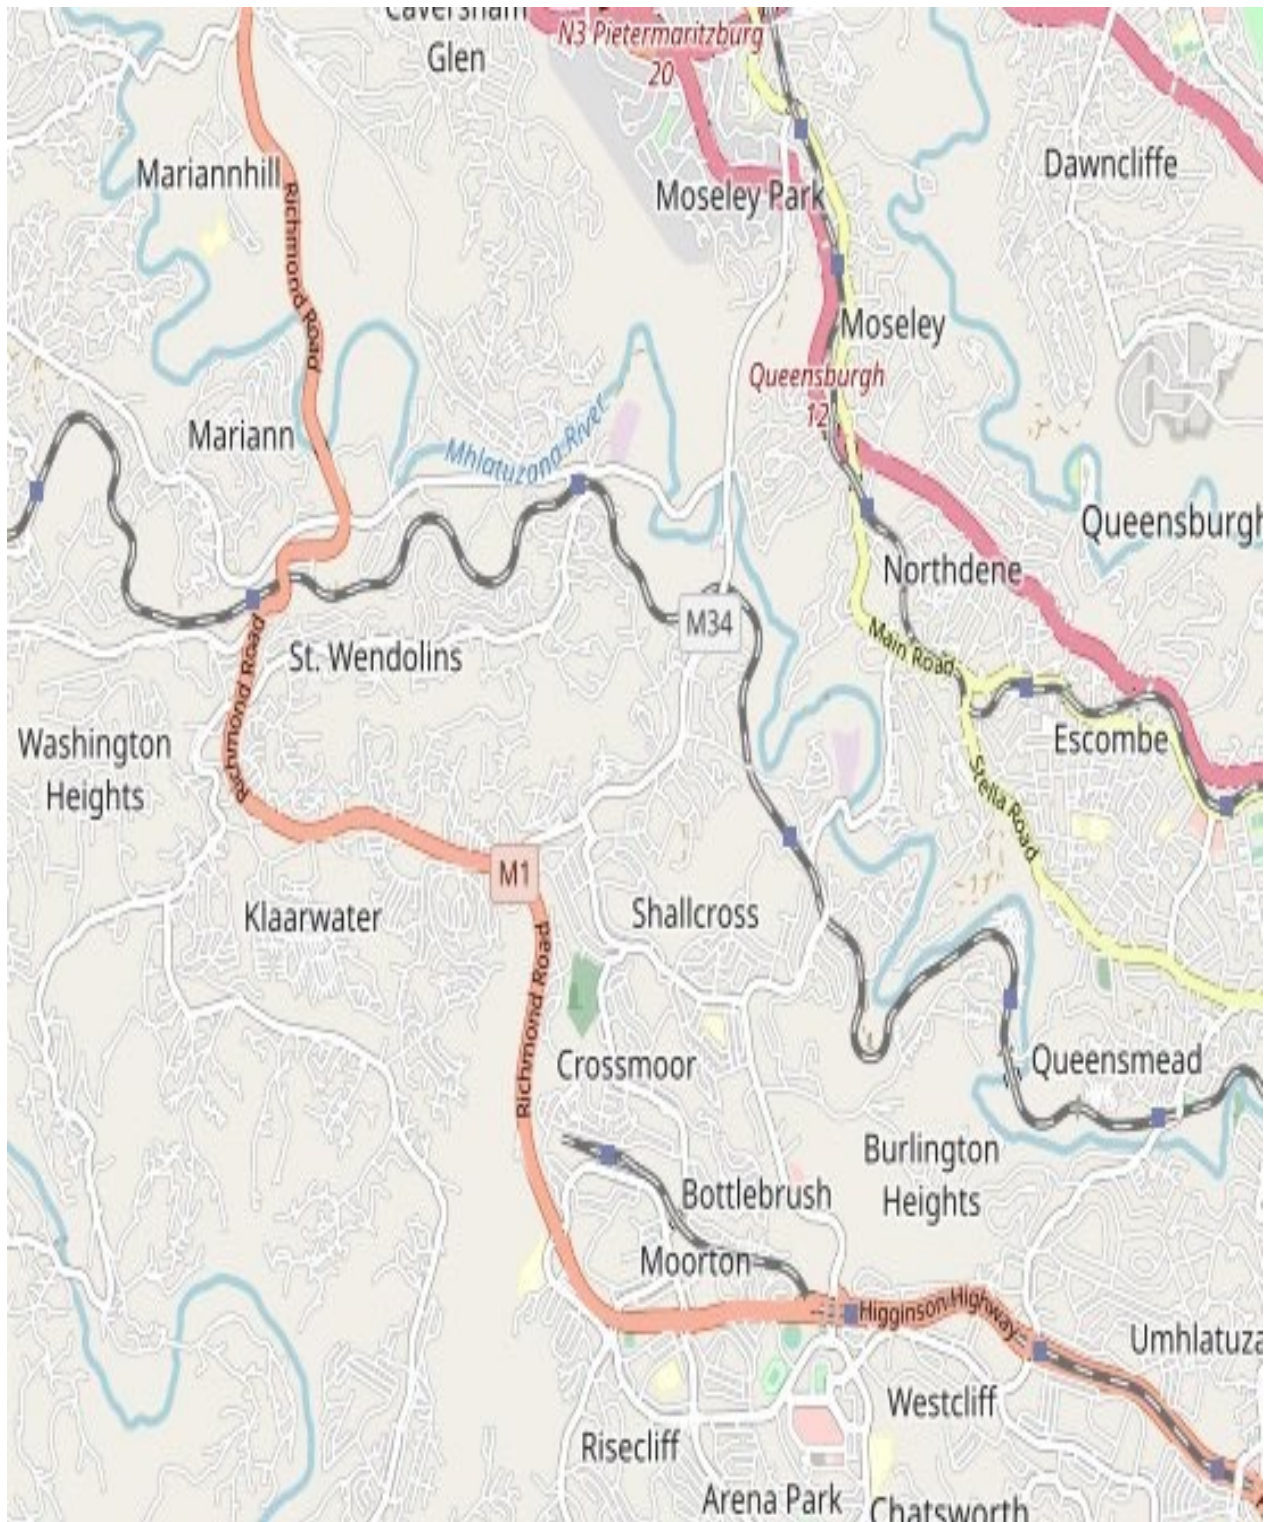 Caversham
Glen
N3 Pietermaritzburg
20
Mariannhill
Dawncliffe
Moseley Park
Richmond Road
Moseley
Queensburgh
12
Mariann
Mhlatuzana River
Queensburgh
Northdene
M34
Main Road
St. Wendolins
Richmond Road
Washington
Heights
Escombe
Stella Road
M1
Klaarwater
Shallcross
Richmond Road
Crossmoor
Queensmead
Burlington
Heights
Bottlebrush
Moorton
Higginson Highway
Umhlatuza
Westcliff
Risecliff
Arena Park
Chatsworth